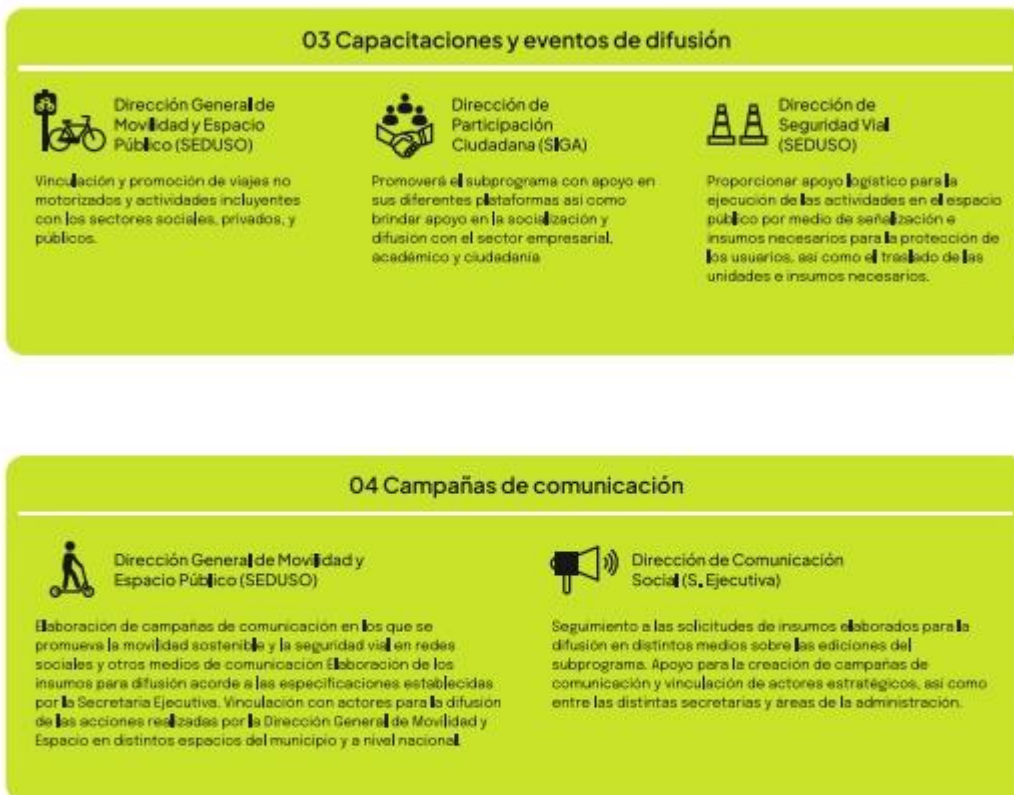 03 Capacitaciones y eventos de difusión
Dirección General de
Movilidad y Espacio
Público (SEDUSO)
Vinculación y promoción de viajes no
motorizados y actividades incluyentes
con los sectores sociales, privados, y
públicos.
Dirección de
Participación
Ciudadana (SIGA)
Promoverá el subprograma con apoyo en
sus diferentes plataformas así como
brindar apoyo en la socialización y
difusión con el sector empresarial,
académico y ciudadanía
Dirección de
Seguridad Vial
(SEDUSO)
Proporcionar apoyo logístico para la
ejecución de las actividades en el espacio
público por medio de señalización e
insumos necesarios para la protección de
los usuarios, así como el traslado de las
unidades e insumos necesarios.
04 Campañas de comunicación
Dirección General de Movilidad y
Espacio Público (SEDUSO)
Elaboración de campañas de comunicación en los que se
promueva la movilidad sostenible y la seguridad vial en redes
sociales y otros medios de comunicación Elaboración de los
insumos para difusión acorde a las especificaciones establecidas
por la Secretaria Ejecutiva. Vinculación con actores para la difusión
de las acciones realizadas por la Dirección General de Movilidad y
Espacio en distintos espacios del municipio y a nivel nacional.
Dirección de Comunicación
Social (S. Ejecutiva)
Seguimiento a las solicitudes de insumos elaborados para la
difusión en distintos medios sobre las ediciones del
subprograma. Apoyo para la creación de campañas de
comunicación y vinculación de actores estratégicos, así como
entre las distintas secretarias y áreas de la administración.